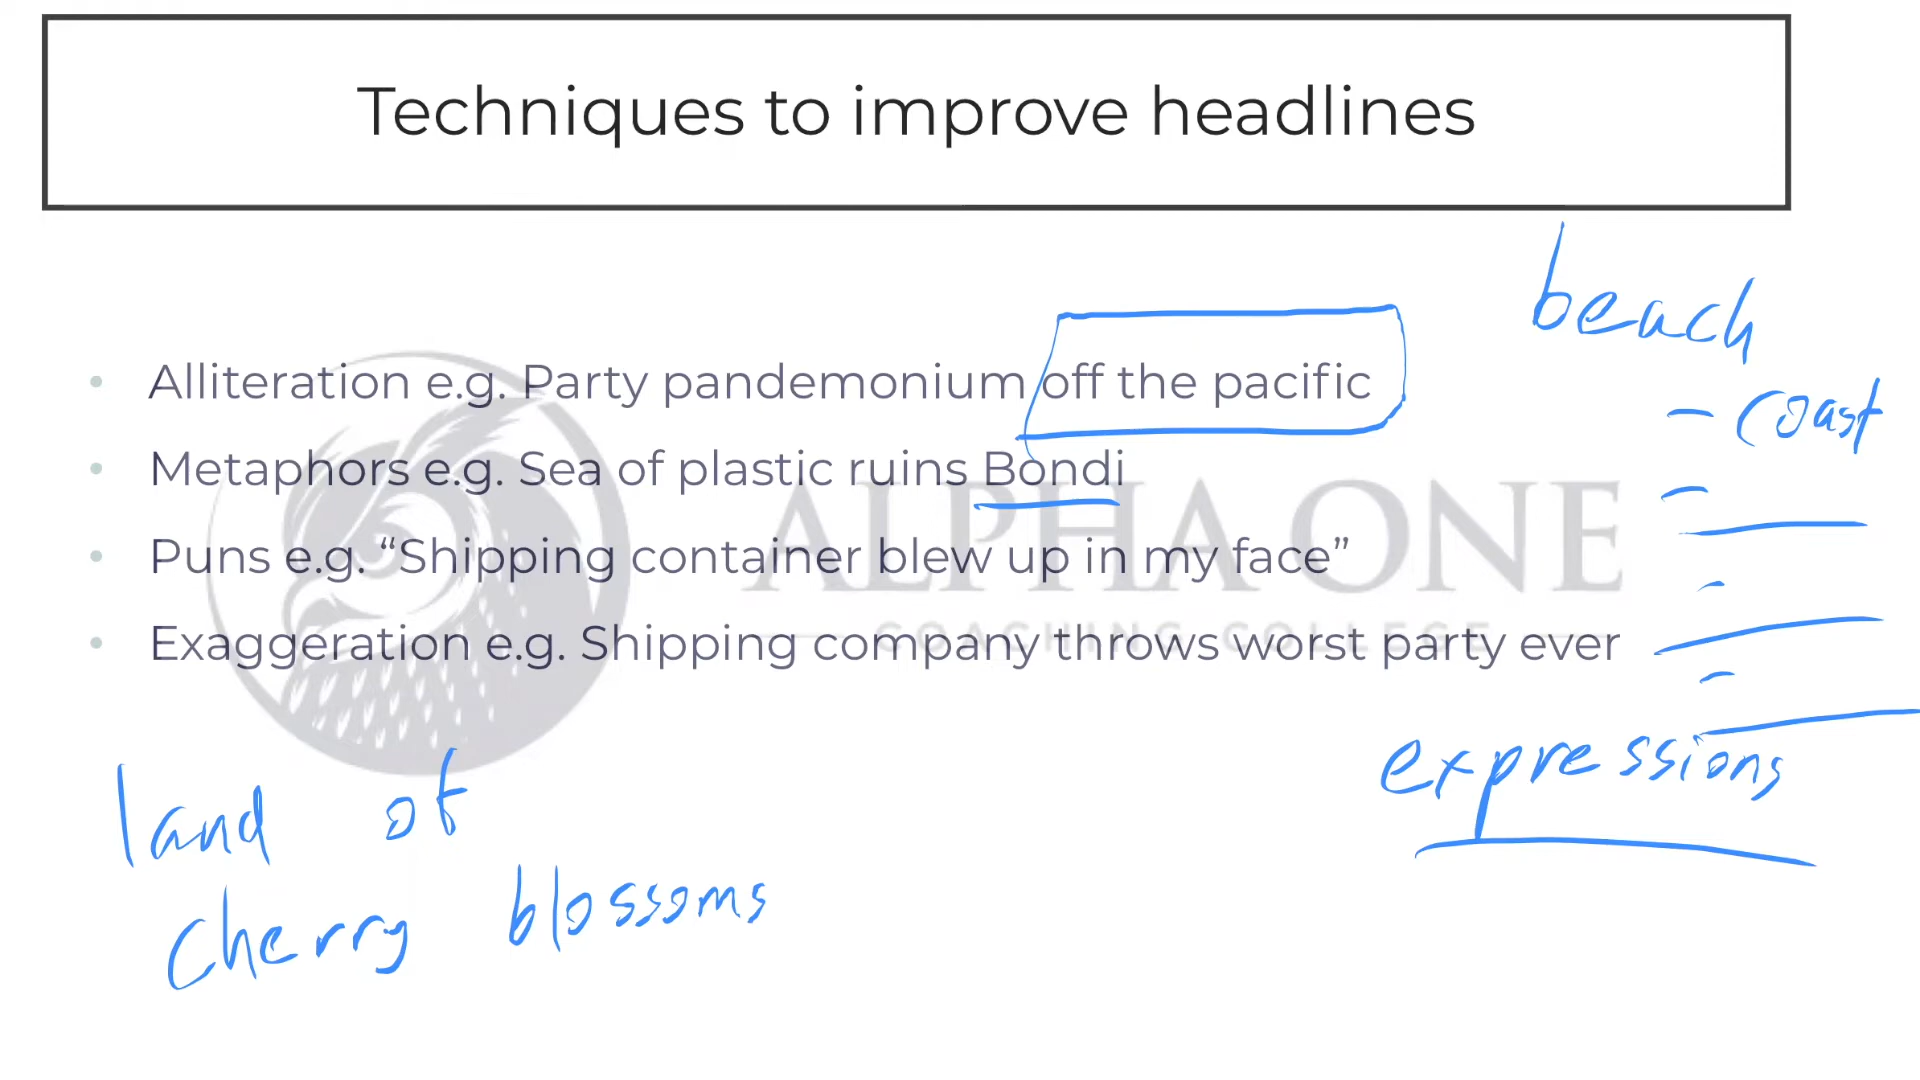 Techniques to improve headlines
beach
- coast
• Alliteration e.g. Party pandemonium off the pacific
• Metaphors e.g. Sea of plastic ruins Bondi
• Puns e.g. “Shipping container blew up in my face”
• Exaggeration e.g. Shipping company throws worst party ever
ALPHA ONE
COACHING COLLEGE
expressions
land of
cherry blossoms